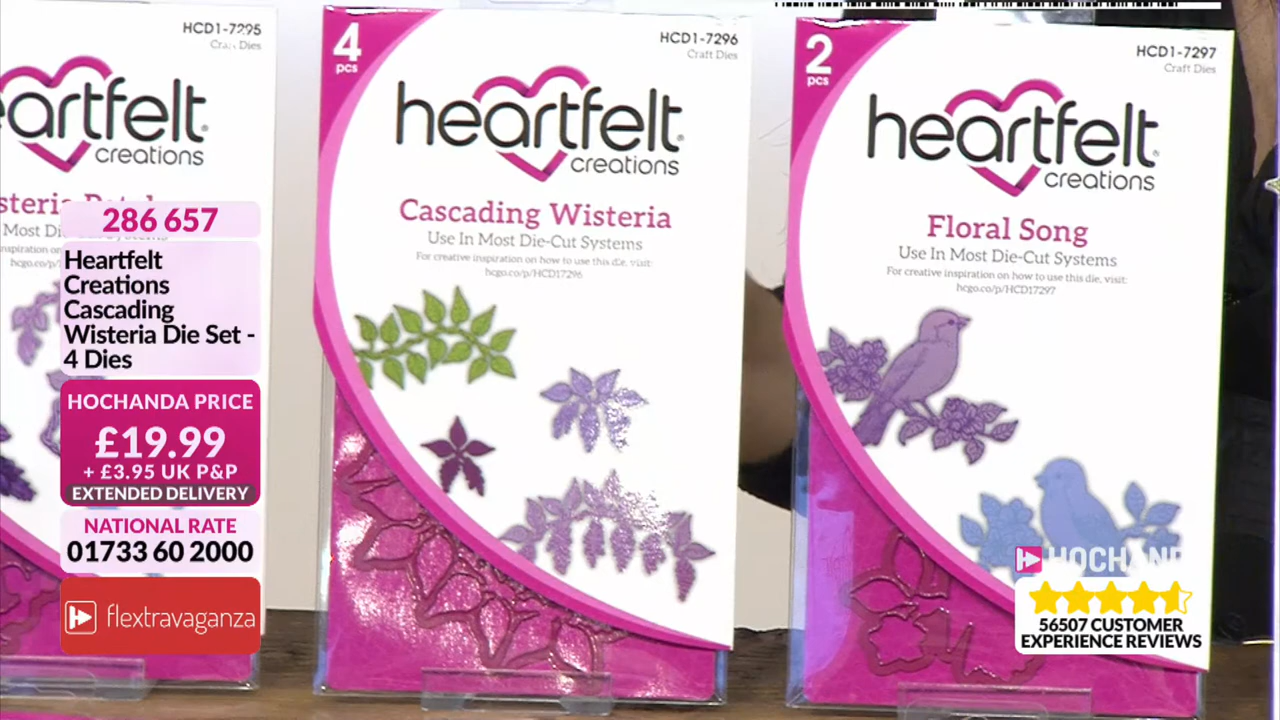 HCD1-7295
Craft Dies
heartfelt
creations
286 657
Heartfelt
Creations
Cascading
Wisteria Die Set -
4 Dies
HOCHANDA PRICE
£19.99
+ £3.95 UK P&P
EXTENDED DELIVERY
NATIONAL RATE
01733 60 2000
flextravaganza
4
pcs
HCD1-7296
Craft Dies
heartfelt
creations
Cascading Wisteria
Use In Most Die-Cut Systems
For creative inspiration on how to use this die, visit:
hcgo.co/p/HCD17296
2
pcs
HCD1-7297
Craft Dies
heartfelt
creations
Floral Song
Use In Most Die-Cut Systems
For creative inspiration on how to use this die, visit:
hcgo.co/p/HCD17297
HOCHAND
56507 CUSTOMER
EXPERIENCE REVIEWS